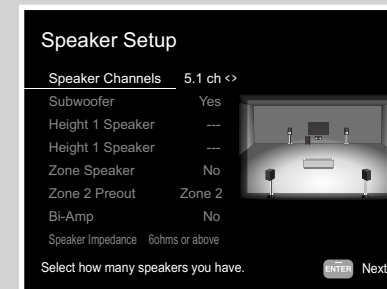 Speaker Setup
Speaker Channels 5.1 ch <>
Subwoofer Yes
Height 1 Speaker ---
Height 1 Speaker ---
Zone Speaker No
Zone 2 Preout Zone 2
Bi-Amp No
Speaker Impedance 6ohms or above
Select how many speakers you have.
ENTER Next